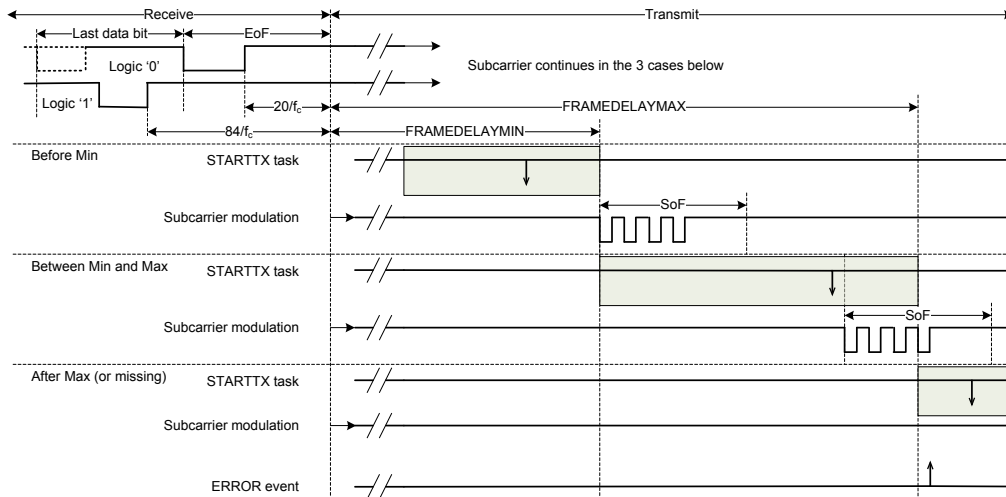 Receive
Transmit
Last data bit
EoF
Logic ‘0’
Subcarrier continues in the 3 cases below
Logic ‘1’
20/fc
FRAMEDELAYMAX
84/fc
FRAMEDELAYMIN
Before Min
STARTTX task
SoF
Subcarrier modulation
Between Min and Max
STARTTX task
SoF
Subcarrier modulation
After Max (or missing)
STARTTX task
Subcarrier modulation
ERROR event